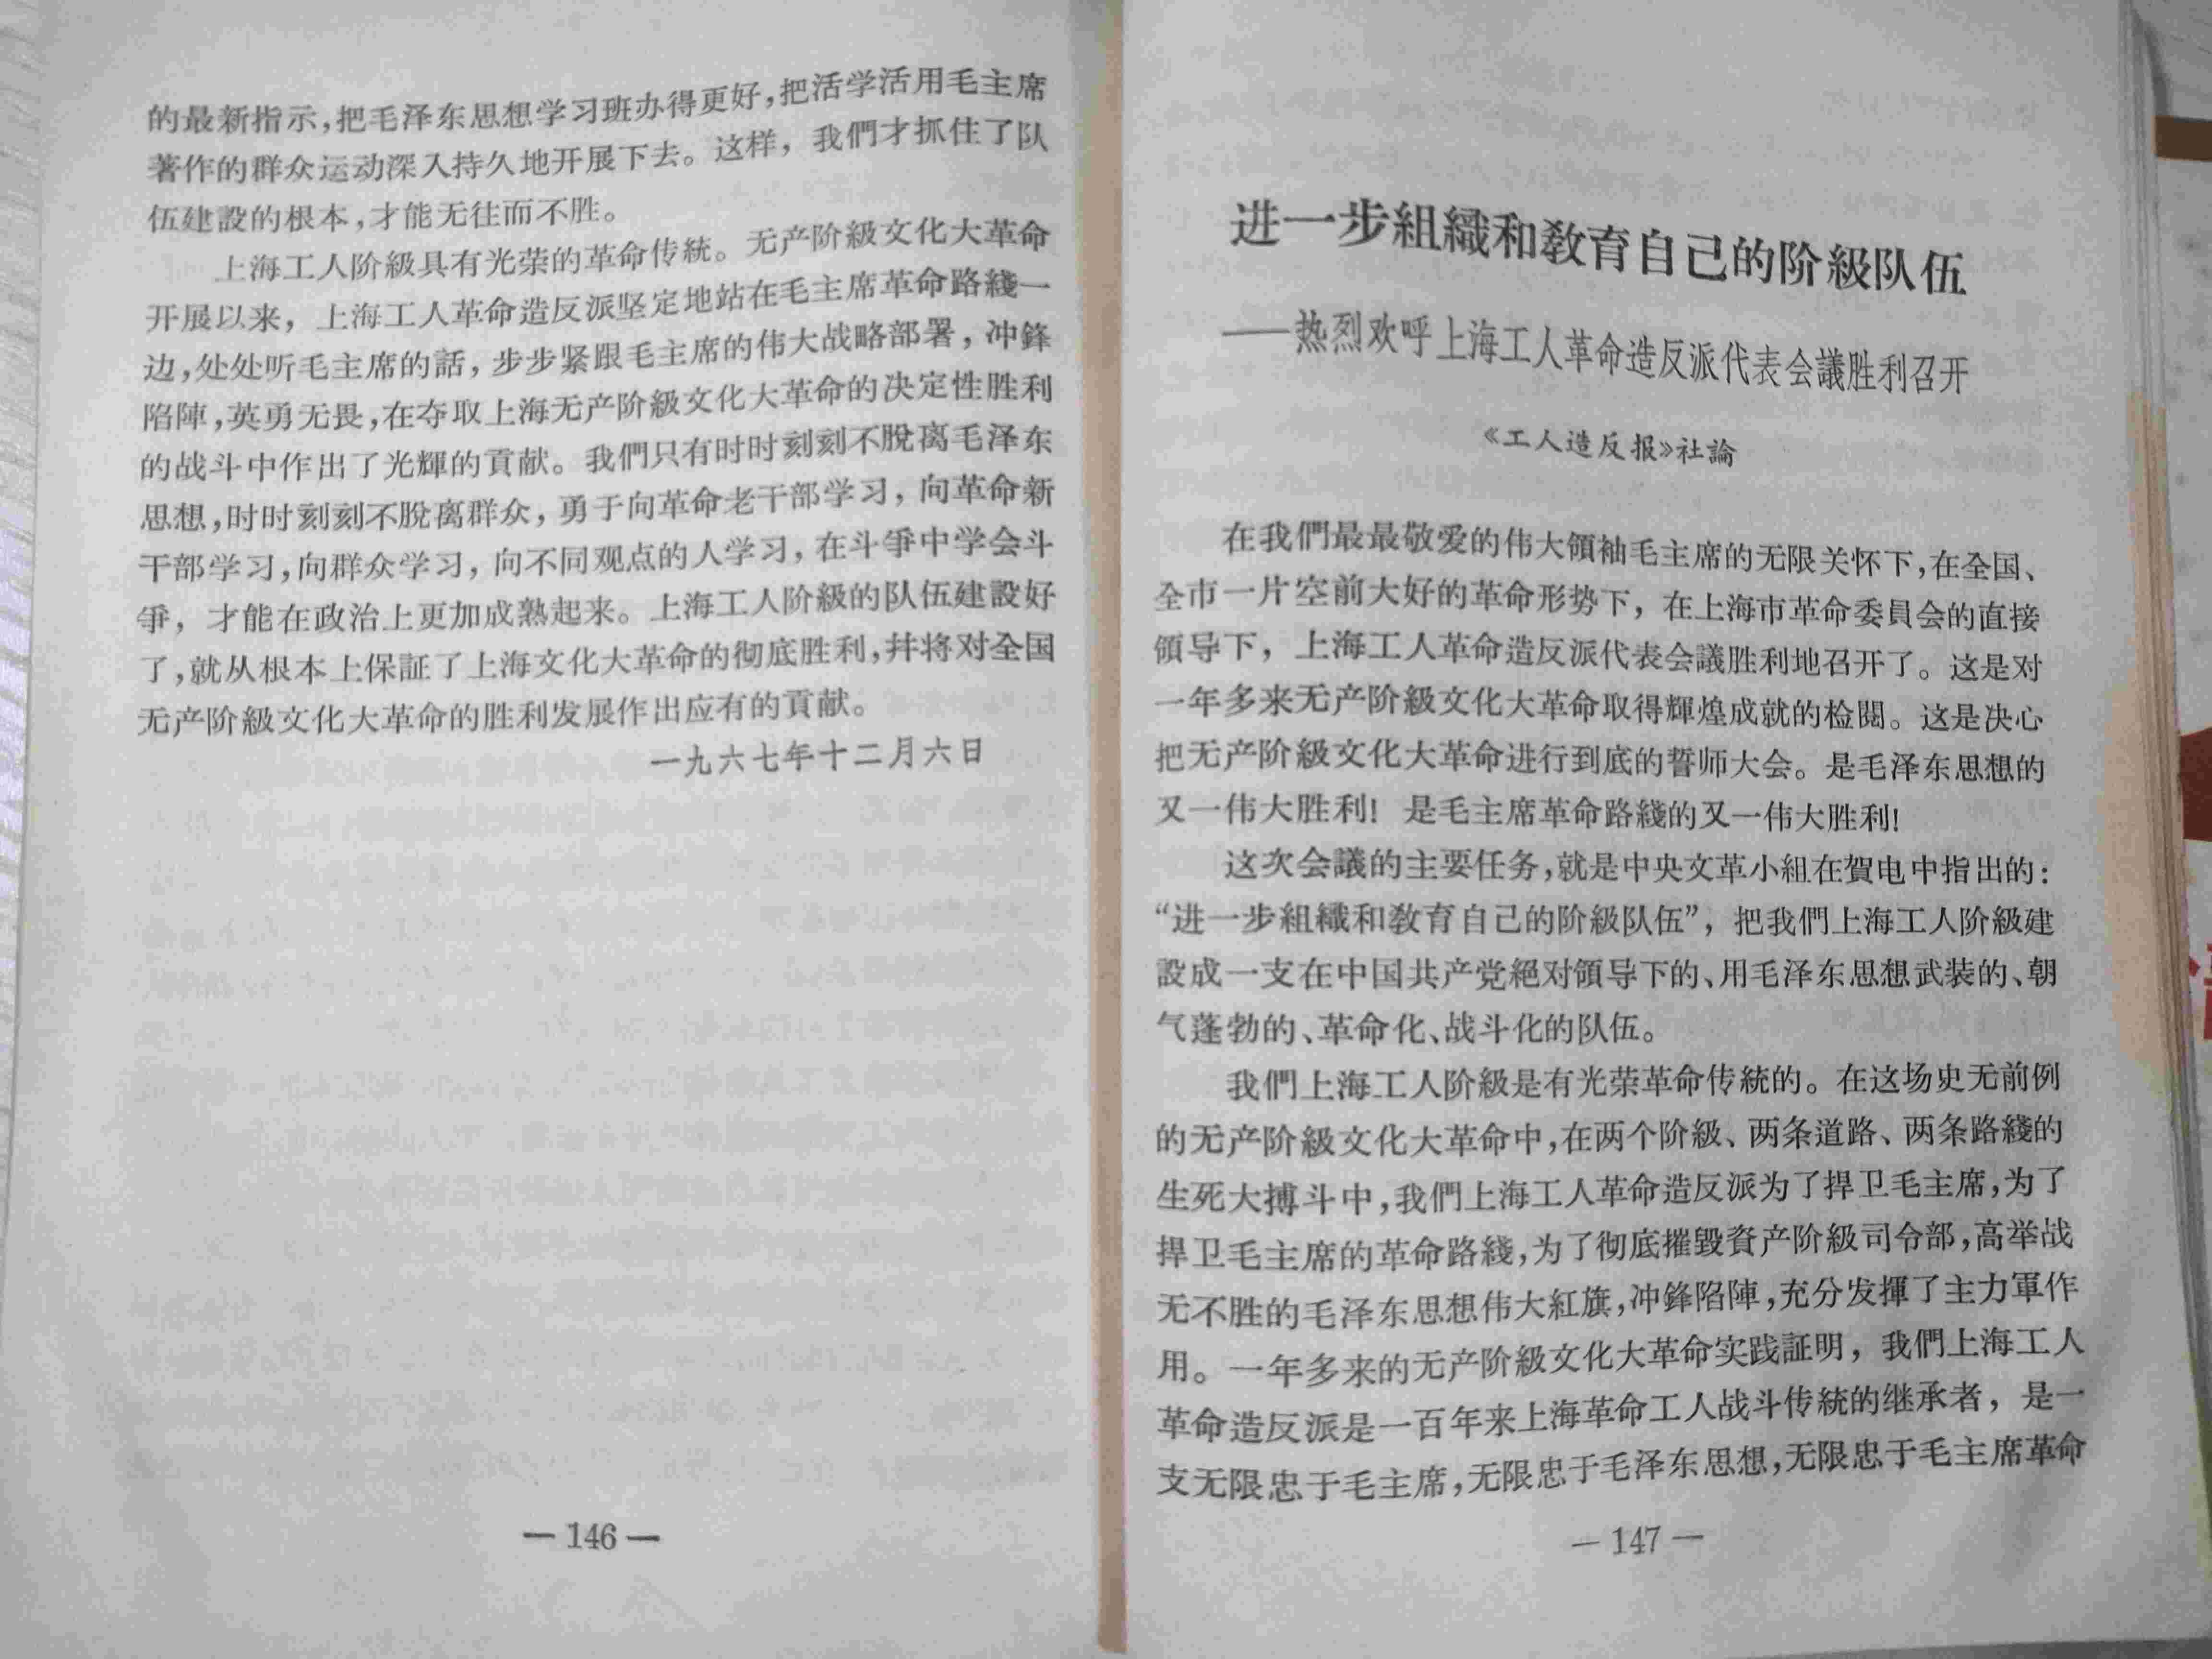 的最新指示，把毛泽东思想学习班办得更好，把活学活用毛主席
著作的群众运动深入持久地开展下去。这样，我們才抓住了队
伍建設的根本，才能无往而不胜。
上海工人阶級具有光荣的革命传統。无产阶級文化大革命
开展以来，上海工人革命造反派坚定地站在毛主席革命路綫一
边，处处听毛主席的話，步步紧跟毛主席的伟大战略部署，冲鋒
陷陣，英勇无畏，在夺取上海无产阶級文化大革命的决定性胜利
的战斗中作出了光輝的貢献。我們只有时时刻刻不脫离毛泽东
思想，时时刻刻不脫离群众，勇于向革命老干部学习，向革命新
干部学习，向群众学习，向不同观点的人学习，在斗爭中学会斗
爭，才能在政治上更加成熟起来。上海工人阶級的队伍建設好
了，就从根本上保証了上海文化大革命的彻底胜利，幷将对全国
无产阶級文化大革命的胜利发展作出应有的貢献。
一九六七年十二月六日
— 146 —
进一步組織和敎育自己的阶級队伍
——热烈欢呼上海工人革命造反派代表会議胜利召开
《工人造反报》社論
在我們最最敬爱的伟大領袖毛主席的无限关怀下，在全国、
全市一片空前大好的革命形势下，在上海市革命委員会的直接
領导下，上海工人革命造反派代表会議胜利地召开了。这是对
一年多来无产阶級文化大革命取得輝煌成就的检閱。这是决心
把无产阶級文化大革命进行到底的誓师大会。是毛泽东思想的
又一伟大胜利！是毛主席革命路綫的又一伟大胜利！
这次会議的主要任务，就是中央文革小組在賀电中指出的：
“进一步組織和敎育自己的阶級队伍”，把我們上海工人阶級建
設成一支在中国共产党絕对領导下的、用毛泽东思想武装的、朝
气蓬勃的、革命化、战斗化的队伍。
我們上海工人阶級是有光荣革命传統的。在这场史无前例
的无产阶級文化大革命中，在两个阶級、两条道路、两条路綫的
生死大搏斗中，我們上海工人革命造反派为了捍卫毛主席，为了
捍卫毛主席的革命路綫，为了彻底摧毀資产阶級司令部，高举战
无不胜的毛泽东思想伟大紅旗，冲鋒陷陣，充分发揮了主力軍作
用。一年多来的无产阶級文化大革命实践証明，我們上海工人
革命造反派是一百年来上海革命工人战斗传統的继承者，是一
支无限忠于毛主席，无限忠于毛泽东思想，无限忠于毛主席革命
— 147 —